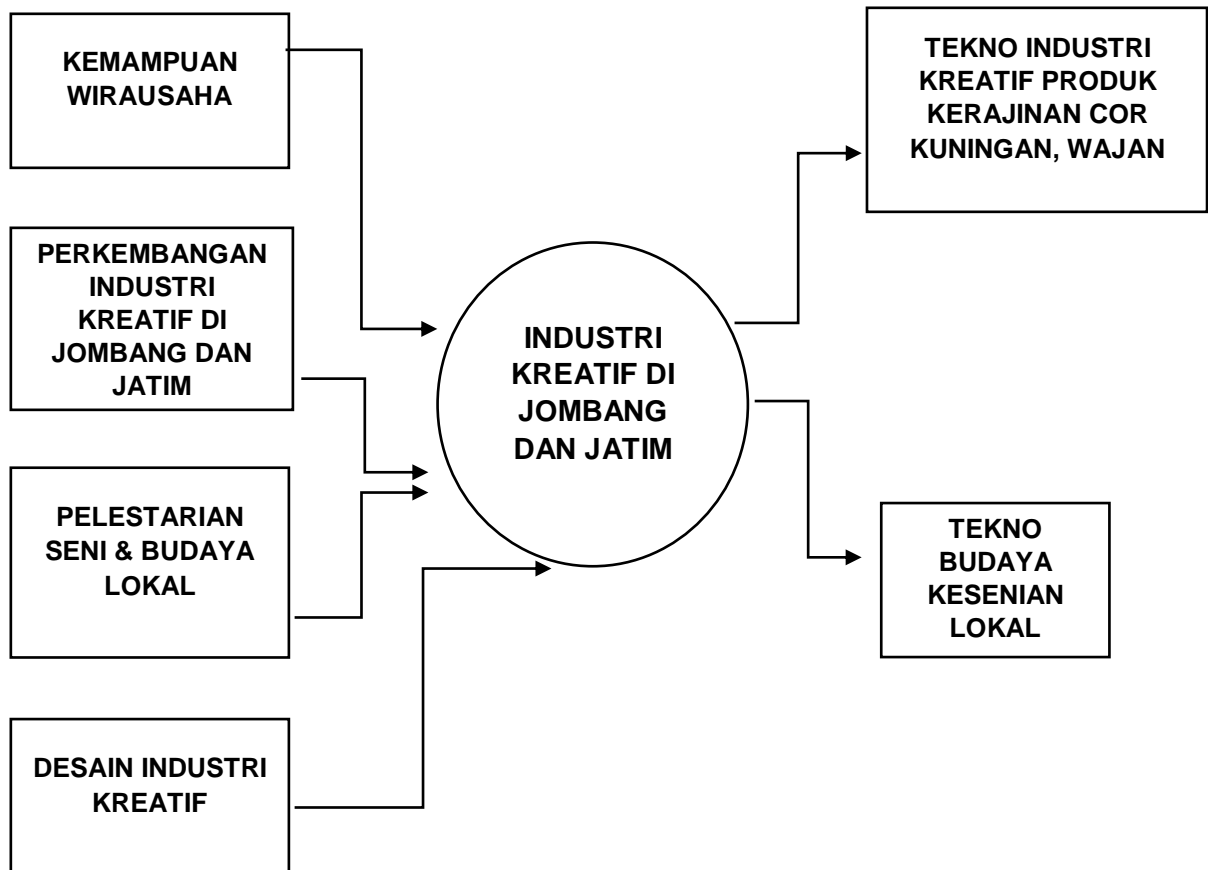 KEMAMPUAN
WIRAUSAHA
PERKEMBANGAN
INDUSTRI
KREATIF DI
JOMBANG DAN
JATIM
PELESTARIAN
SENI & BUDAYA
LOKAL
DESAIN INDUSTRI
KREATIF
INDUSTRI
KREATIF DI
JOMBANG
DAN JATIM
TEKNO INDUSTRI
KREATIF PRODUK
KERAJINAN COR
KUNINGAN, WAJAN
TEKNO
BUDAYA
KESENIAN
LOKAL